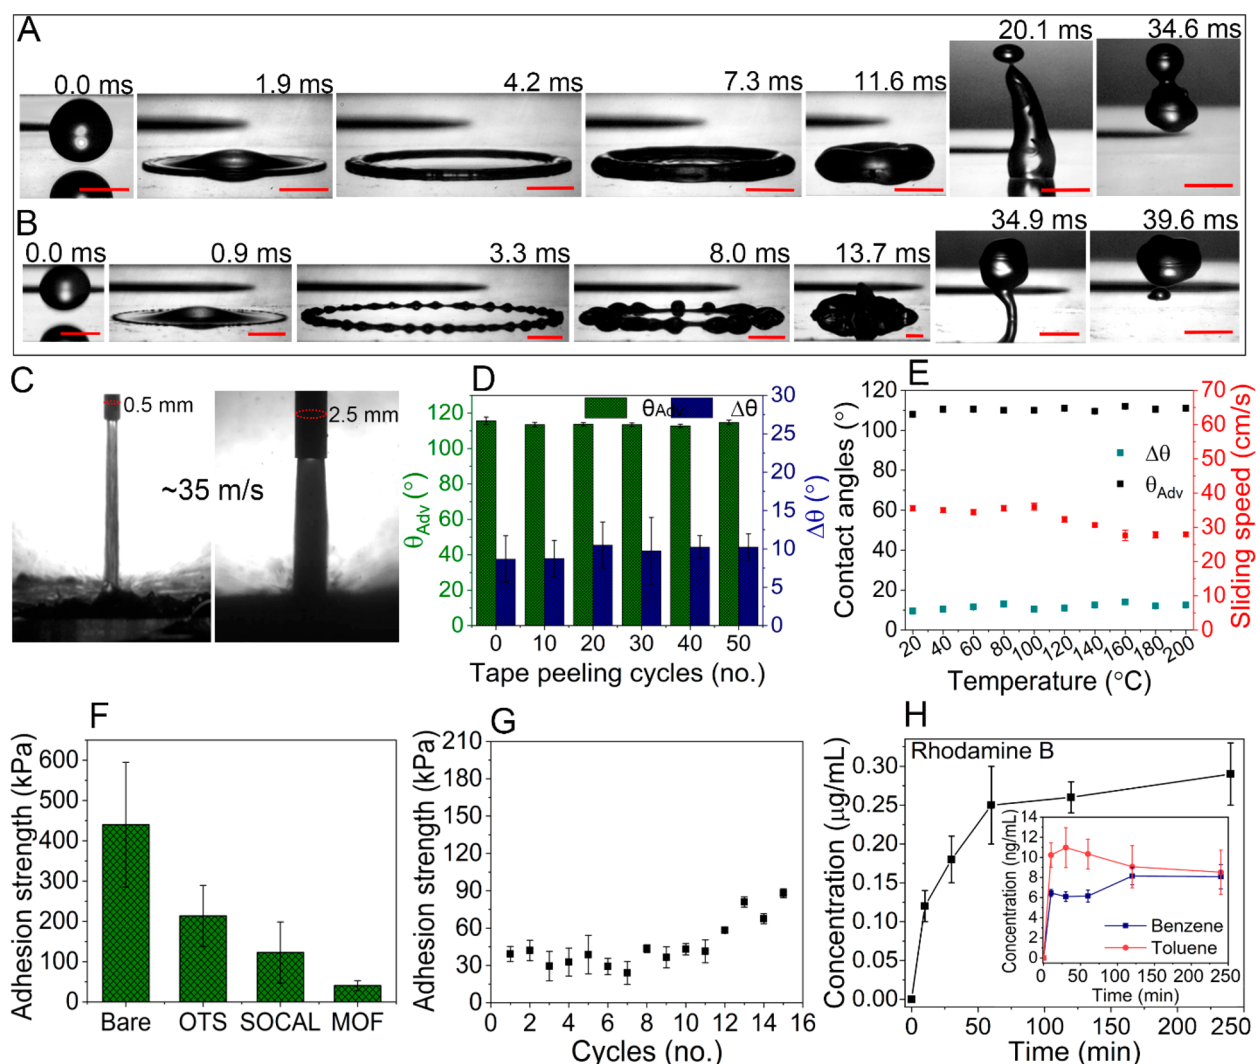 A
0.0 ms
1.9 ms
4.2 ms
7.3 ms
11.6 ms
20.1 ms
34.6 ms
B
0.0 ms
0.9 ms
3.3 ms
8.0 ms
13.7 ms
34.9 ms
39.6 ms
C
0.5 mm
2.5 mm
~35 m/s
D
θAdv
Δθ
θAdv (°)
120
100
80
60
40
20
0
Δθ (°)
30
25
20
15
10
5
0
0 10 20 30 40 50
Tape peeling cycles (no.)
E
Contact angles (°)
120
100
80
60
40
20
0
Δθ
θAdv
Sliding speed (cm/s)
70
60
50
40
30
20
10
0
20 40 60 80 100 120 140 160 180 200
Temperature (°C)
F
Adhesion strength (kPa)
600
500
400
300
200
100
0
Bare OTS SOCAL MOF
G
Adhesion strength (kPa)
210
180
150
120
90
60
30
0
0 2 4 6 8 10 12 14 16
Cycles (no.)
H
Rhodamine B
Concentration (µg/mL)
0.30
0.25
0.20
0.15
0.10
0.05
0.00
0 50 100 150 200 250
Time (min)
Concentration (ng/mL)
14
12
10
8
6
4
2
0
Benzene
Toluene
0 50 100 150 200 250
Time (min)